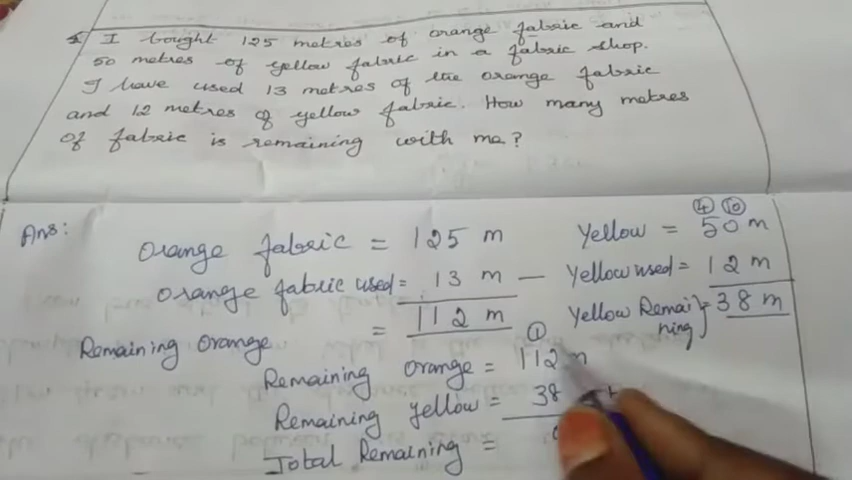 I bought 125 metres of orange fabric and
50 metres of yellow fabric in a fabric shop.
I have used 13 metres of the orange fabric
and 12 metres of yellow fabric. How many metres
of fabric is remaining with me?
Ans:
orange fabric = 125 m
orange fabric used = 13 m -
Remaining orange = 112 m
④ ⑩
Yellow = 50 m
Yellow used = 12 m
Yellow Remaining } = 38 m
①
Remaining orange = 112 m
Remaining yellow = 38
Total Remaining =